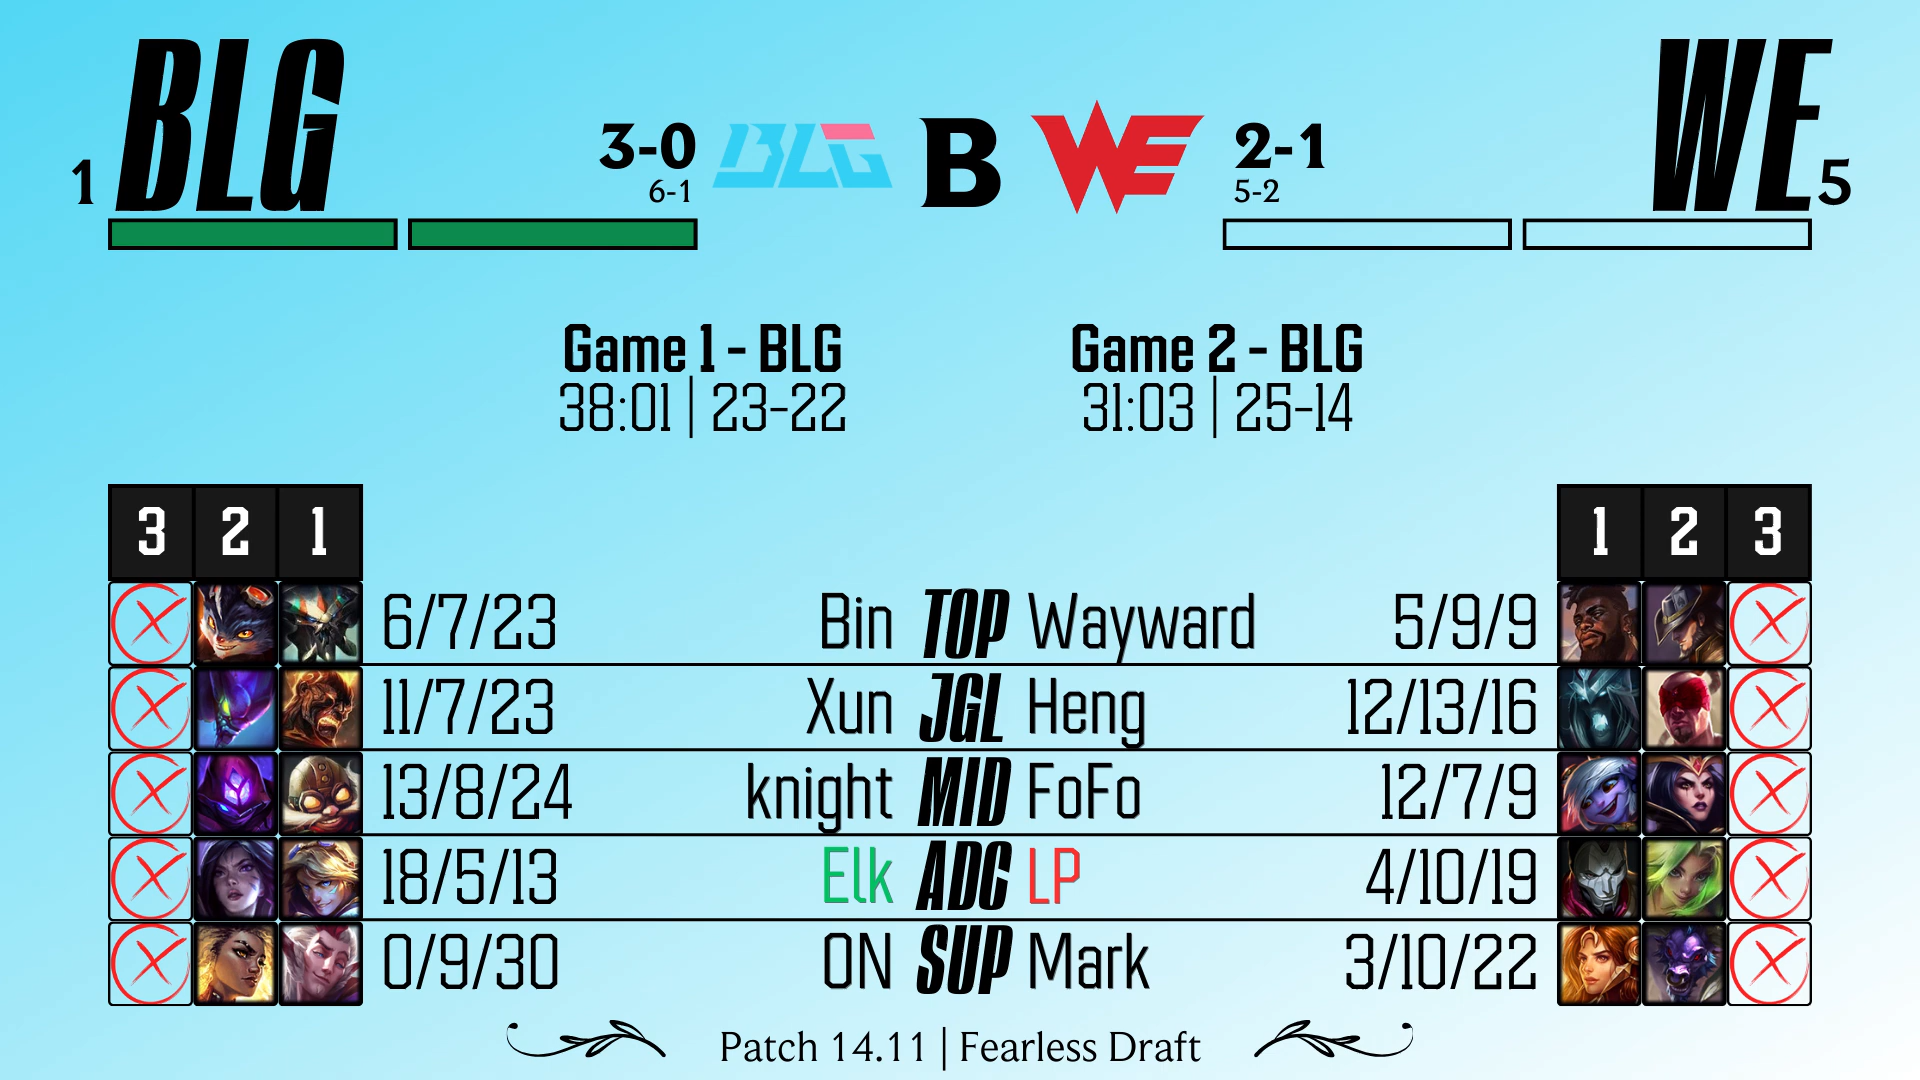 BLG
WE
1
3-0
6-1
BLG
B
WE
2-1
5-2
5
Game 1 - BLG
38:01 | 23-22
Game 2 - BLG
31:03 | 25-14
3 2 1
1 2 3
6/7/23 Bin TOP Wayward 5/9/9
11/7/23 Xun JGL Heng 12/13/16
13/8/24 knight MID FoFo 12/7/9
18/5/13 Elk ADC LP 4/10/19
0/9/30 ON SUP Mark 3/10/22
Patch 14.11 | Fearless Draft